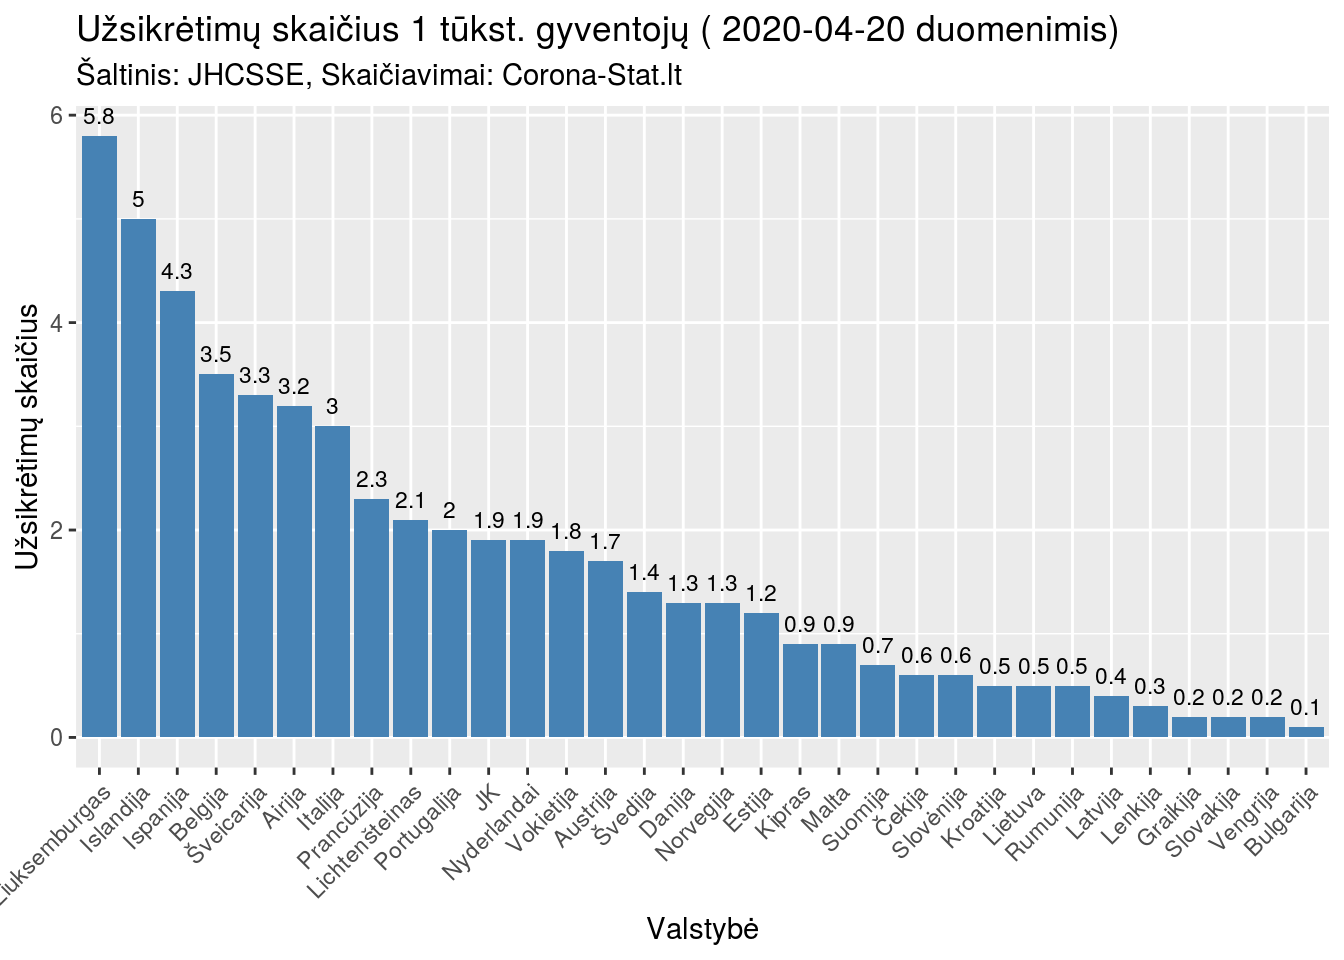 Užsikrėtimų skaičius 1 tūkst. gyventojų ( 2020-04-20 duomenimis)
Šaltinis: JHCSSE, Skaičiavimai: Corona-Stat.lt
Užsikrėtimų skaičius
6
4
2
0
5.8
5
4.3
3.5
3.3
3.2
3
2.3
2.1
2
1.9
1.9
1.8
1.7
1.4
1.3
1.3
1.2
0.9
0.9
0.7
0.6
0.6
0.5
0.5
0.5
0.4
0.3
0.2
0.2
0.2
0.1
Liuksemburgas
Islandija
Ispanija
Belgija
Šveicarija
Airija
Italija
Prancūzija
Lichtenšteinas
Portugalija
JK
Nyderlandai
Vokietija
Austrija
Švedija
Danija
Norvegija
Estija
Kipras
Malta
Suomija
Čekija
Slovėnija
Kroatija
Lietuva
Rumunija
Latvija
Lenkija
Graikija
Slovakija
Vengrija
Bulgarija
Valstybė